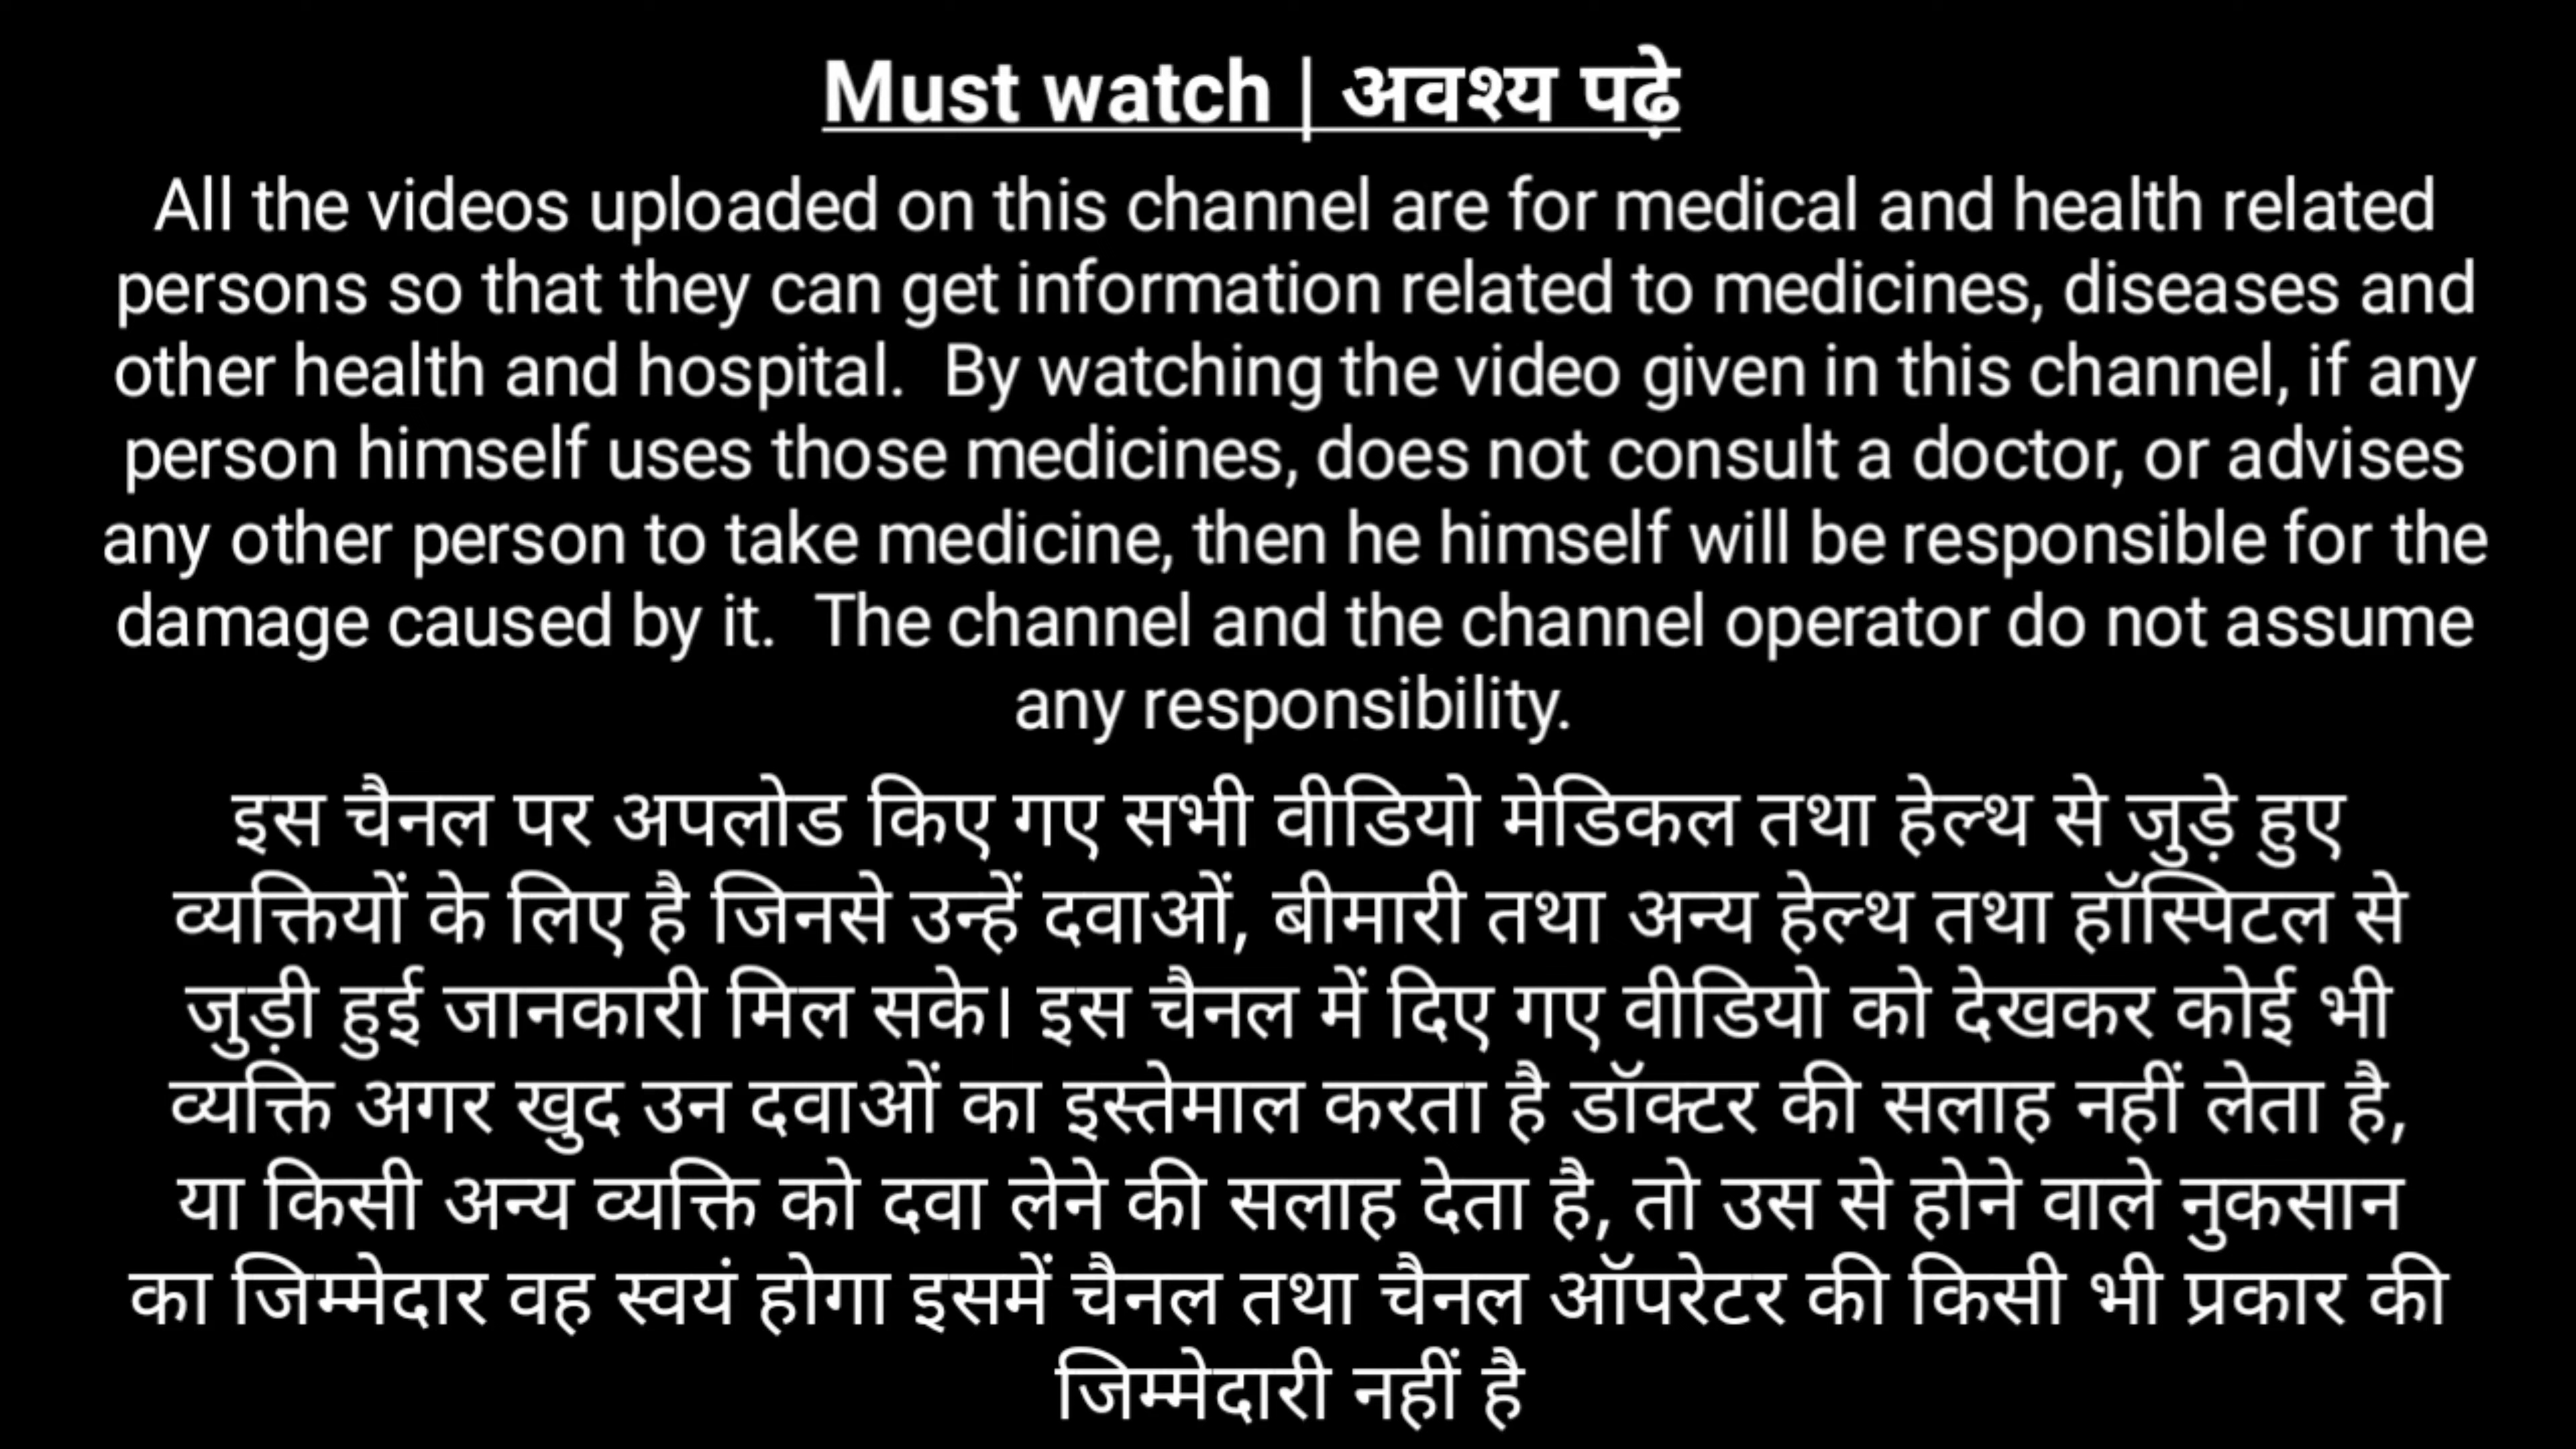 Must watch | अवश्य पढ़े
All the videos uploaded on this channel are for medical and health related
persons so that they can get information related to medicines, diseases and
other health and hospital.  By watching the video given in this channel, if any
person himself uses those medicines, does not consult a doctor, or advises
any other person to take medicine, then he himself will be responsible for the
damage caused by it.  The channel and the channel operator do not assume
any responsibility.
इस चैनल पर अपलोड किए गए सभी वीडियो मेडिकल तथा हेल्थ से जुड़े हुए
व्यक्तियों के लिए है जिनसे उन्हें दवाओं, बीमारी तथा अन्य हेल्थ तथा हॉस्पिटल से
जुड़ी हुई जानकारी मिल सके। इस चैनल में दिए गए वीडियो को देखकर कोई भी
व्यक्ति अगर खुद उन दवाओं का इस्तेमाल करता है डॉक्टर की सलाह नहीं लेता है,
या किसी अन्य व्यक्ति को दवा लेने की सलाह देता है, तो उस से होने वाले नुकसान
का जिम्मेदार वह स्वयं होगा इसमें चैनल तथा चैनल ऑपरेटर की किसी भी प्रकार की
जिम्मेदारी नहीं है